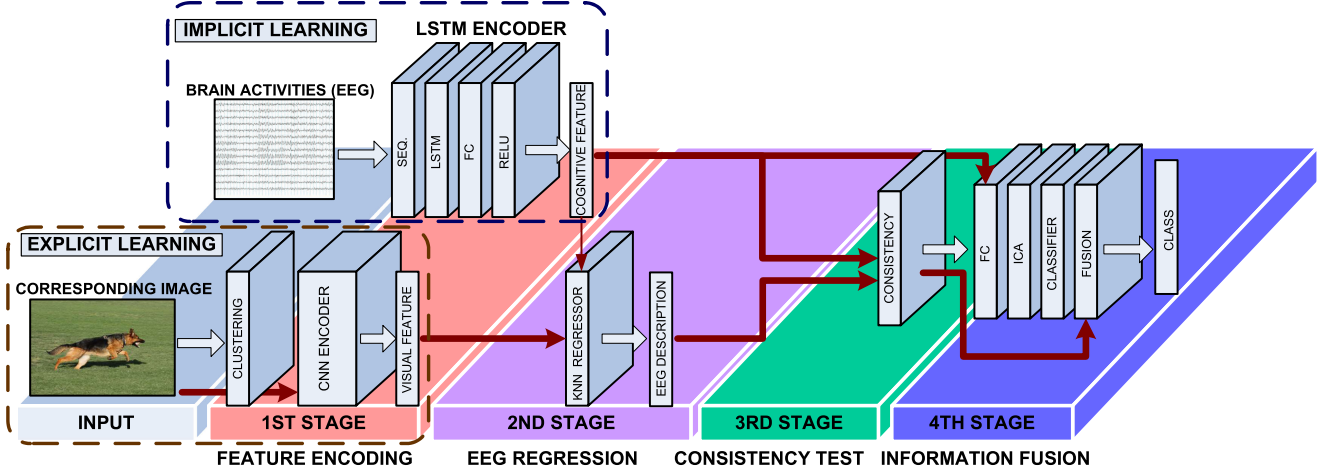 IMPLICIT LEARNING
LSTM ENCODER
BRAIN ACTIVITIES (EEG)
SEQ.
LSTM
FC
RELU
COGNITIVE FEATURE
EXPLICIT LEARNING
CORRESPONDING IMAGE
CLUSTERING
CNN ENCODER
VISUAL FEATURE
KNN REGRESSOR
EEG DESCRIPTION
CONSISTENCY
FC
ICA
CLASSIFIER
FUSION
CLASS
INPUT
1ST STAGE
2ND STAGE
3RD STAGE
4TH STAGE
FEATURE ENCODING
EEG REGRESSION
CONSISTENCY TEST
INFORMATION FUSION